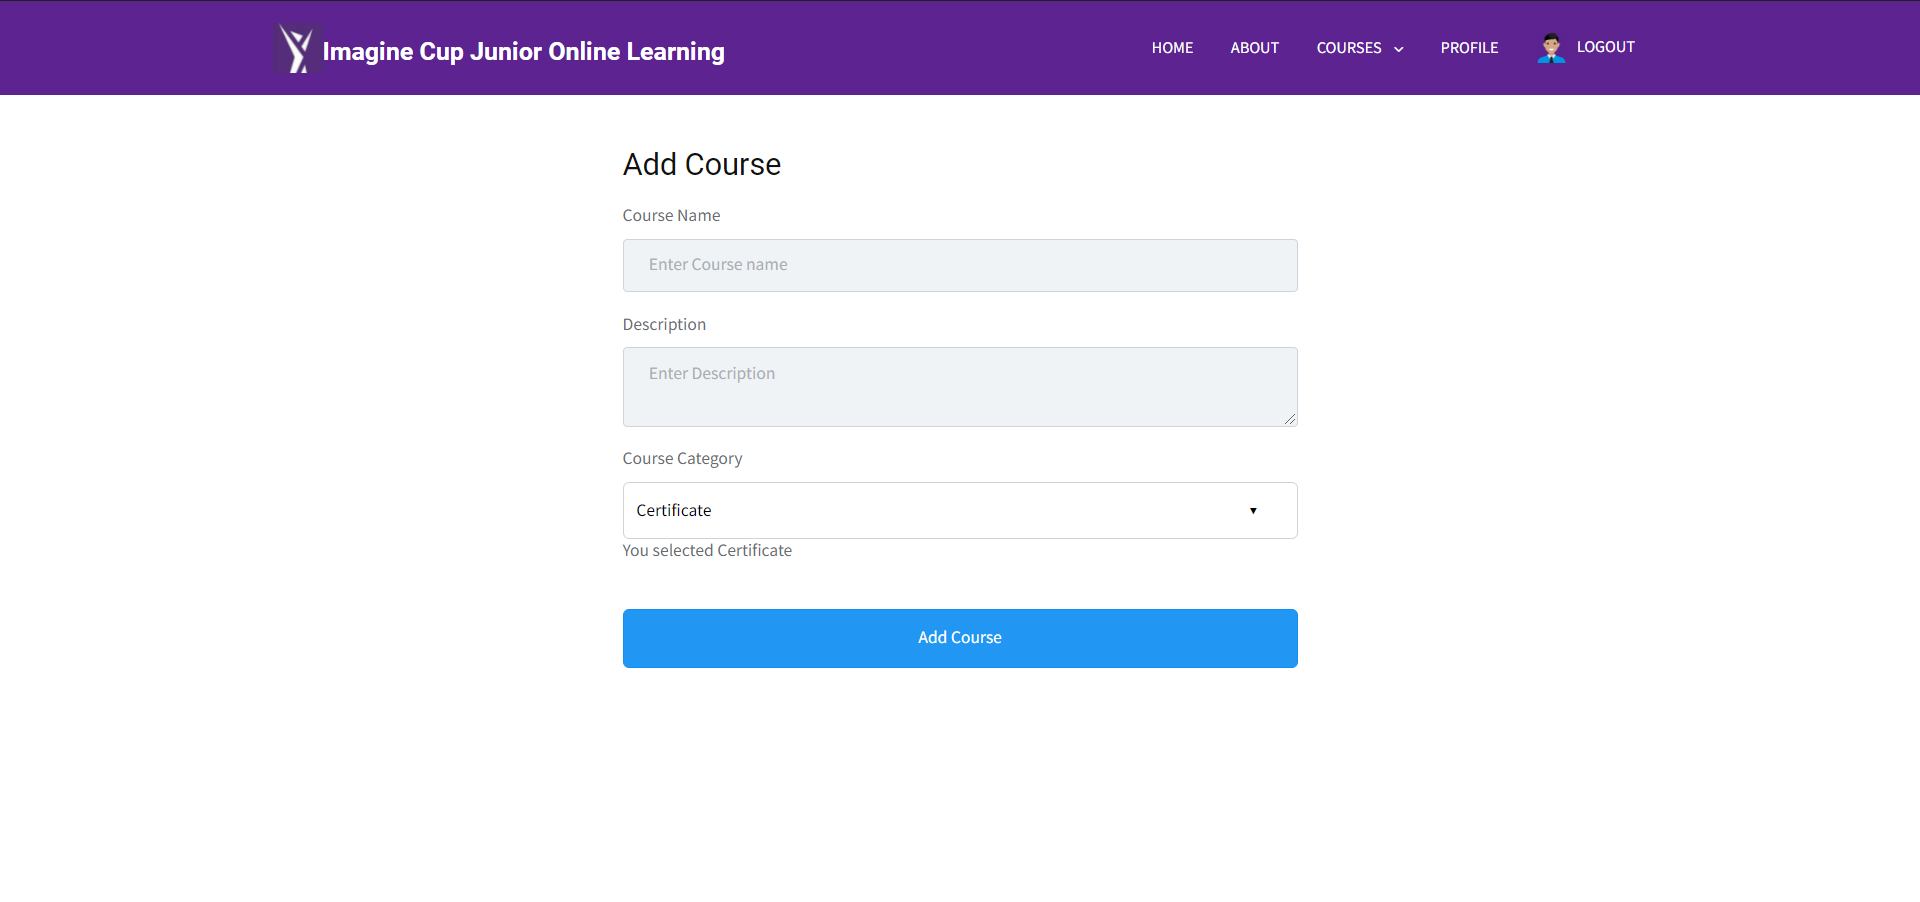 Imagine Cup Junior Online Learning
HOME ABOUT COURSES PROFILE LOGOUT
Add Course
Course Name
Enter Course name
Description
Enter Description
Course Category
Certificate
You selected Certificate
Add Course